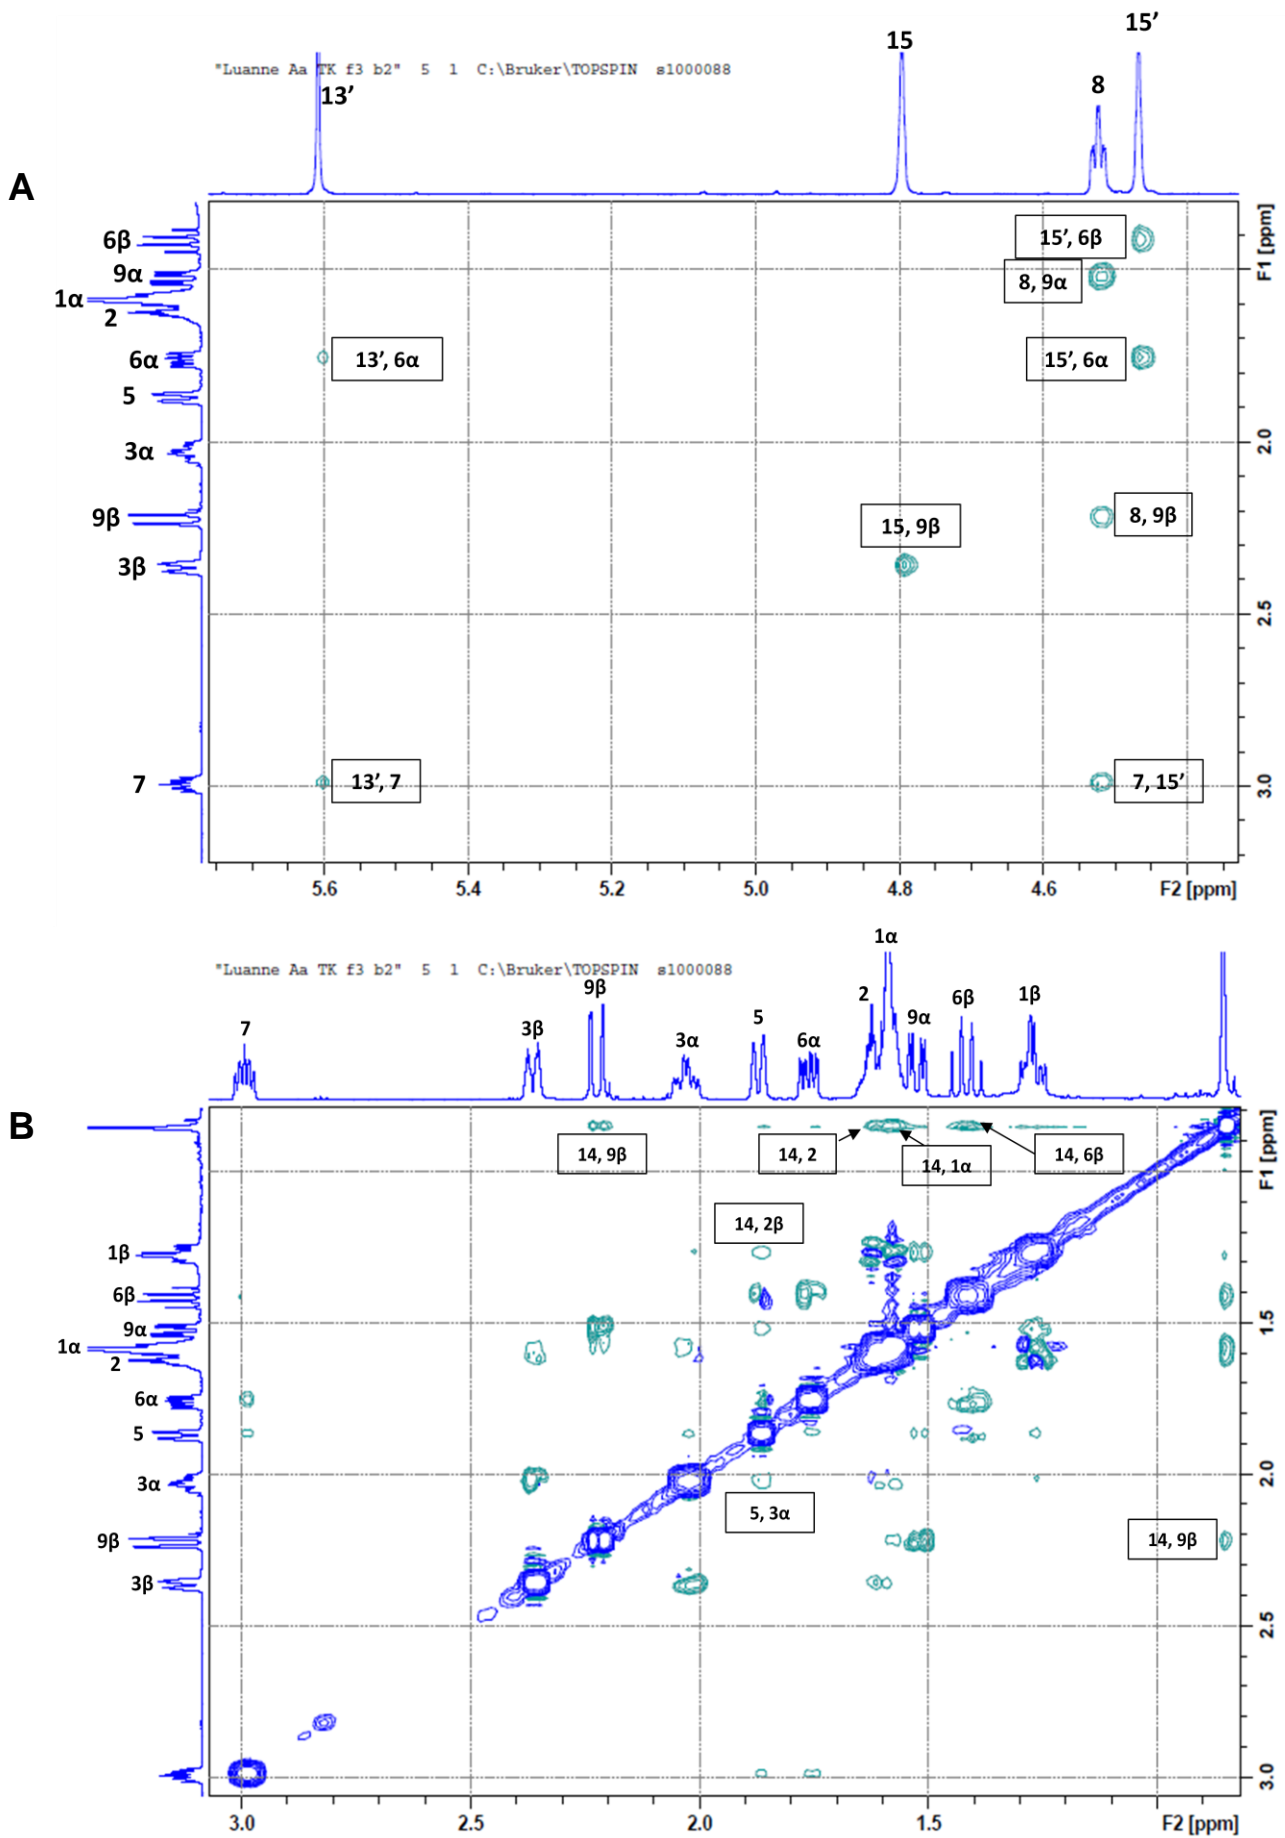 15’
15
"Luanne Aa TK f3 b2" 5 1 C:\Bruker\TOPSPIN s1000088
8
13’
A
6β
9α
1α
2
6α
5
3α
9β
3β
7
15’, 6β
8, 9α
13’, 6α
15’, 6α
15, 9β
8, 9β
13’, 7
7, 15’
F1 [ppm]
2.0
2.5
3.0
5.6 5.4 5.2 5.0 4.8 4.6 F2 [ppm]
1α
"Luanne Aa TK f3 b2" 5 1 C:\Bruker\TOPSPIN s1000088
9β
2
6β
1β
7
3β
5
9α
3α
6α
B
14, 9β
14, 2
14, 1α
14, 6β
14, 2β
1β
6β
9α
1α
2
6α
5
3α
9β
3β
5, 3α
14, 9β
F1 [ppm]
1.5
2.0
2.5
3.0
3.0 2.5 2.0 1.5 F2 [ppm]